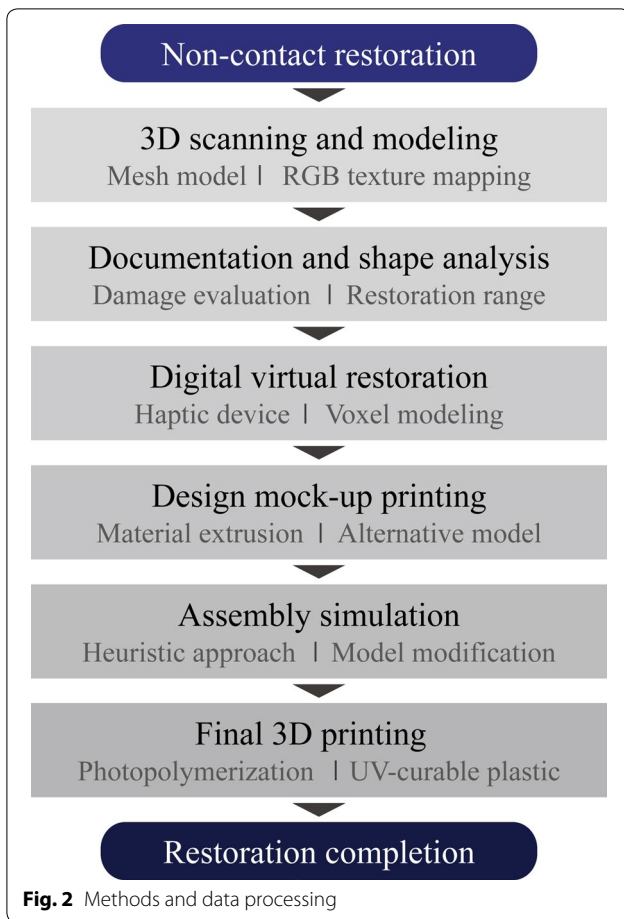 Non-contact restoration
3D scanning and modeling
Mesh model | RGB texture mapping
Documentation and shape analysis
Damage evaluation | Restoration range
Digital virtual restoration
Haptic device | Voxel modeling
Design mock-up printing
Material extrusion | Alternative model
Assembly simulation
Heuristic approach | Model modification
Final 3D printing
Photopolymerization | UV-curable plastic
Restoration completion
Fig. 2 Methods and data processing